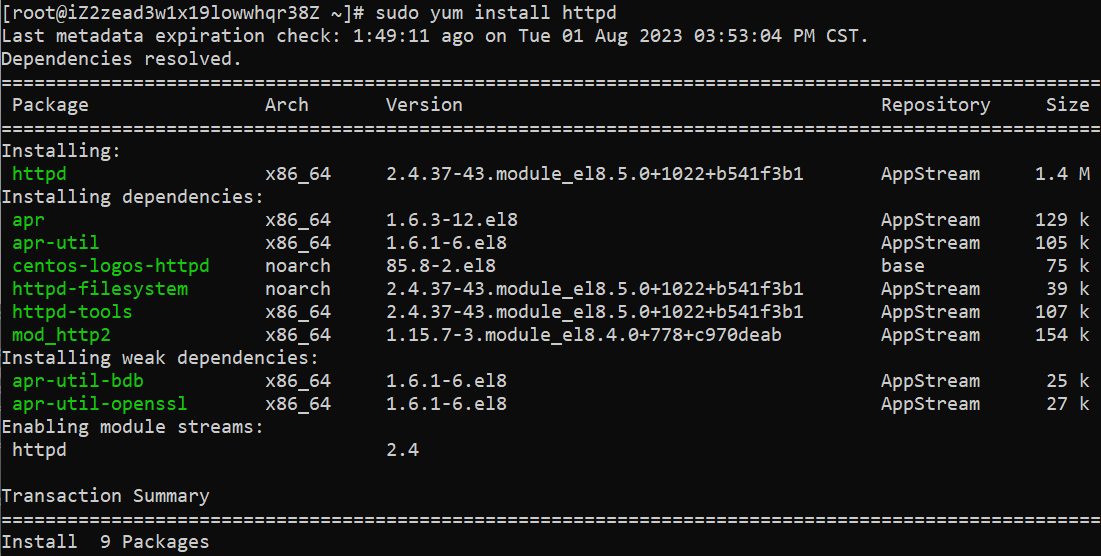 [root@iZ2zead3w1x19lowwhqr38Z ~]# sudo yum install httpd
Last metadata expiration check: 1:49:11 ago on Tue 01 Aug 2023 03:53:04 PM CST.
Dependencies resolved.
====================================================================================================
 Package                Arch       Version                                      Repository     Size
====================================================================================================
Installing:
 httpd                  x86_64     2.4.37-43.module_el8.5.0+1022+b541f3b1       AppStream     1.4 M
Installing dependencies:
 apr                    x86_64     1.6.3-12.el8                                 AppStream     129 k
 apr-util               x86_64     1.6.1-6.el8                                  AppStream     105 k
 centos-logos-httpd     noarch     85.8-2.el8                                   base           75 k
 httpd-filesystem       noarch     2.4.37-43.module_el8.5.0+1022+b541f3b1       AppStream      39 k
 httpd-tools            x86_64     2.4.37-43.module_el8.5.0+1022+b541f3b1       AppStream     107 k
 mod_http2              x86_64     1.15.7-3.module_el8.4.0+778+c970deab         AppStream     154 k
Installing weak dependencies:
 apr-util-bdb           x86_64     1.6.1-6.el8                                  AppStream      25 k
 apr-util-openssl       x86_64     1.6.1-6.el8                                  AppStream      27 k
Enabling module streams:
 httpd                             2.4

Transaction Summary
====================================================================================================
Install  9 Packages